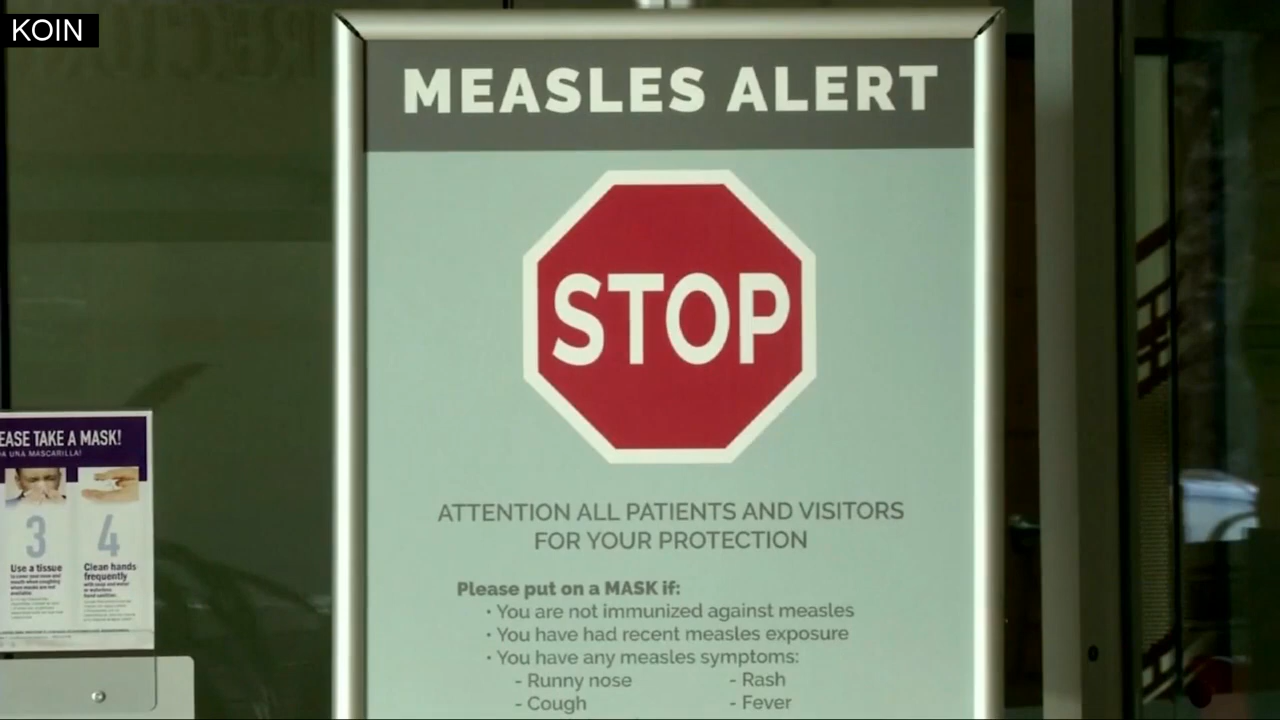 KOIN
MEASLES ALERT
STOP
ATTENTION ALL PATIENTS AND VISITORS
FOR YOUR PROTECTION
Please put on a MASK if:
• You are not immunized against measles
• You have had recent measles exposure
• You have any measles symptoms:
- Runny nose - Rash
- Cough - Fever
EASE TAKE A MASK!
A UNA MASCARILLA!
3 4
Use a tissue
Clean hands
frequently